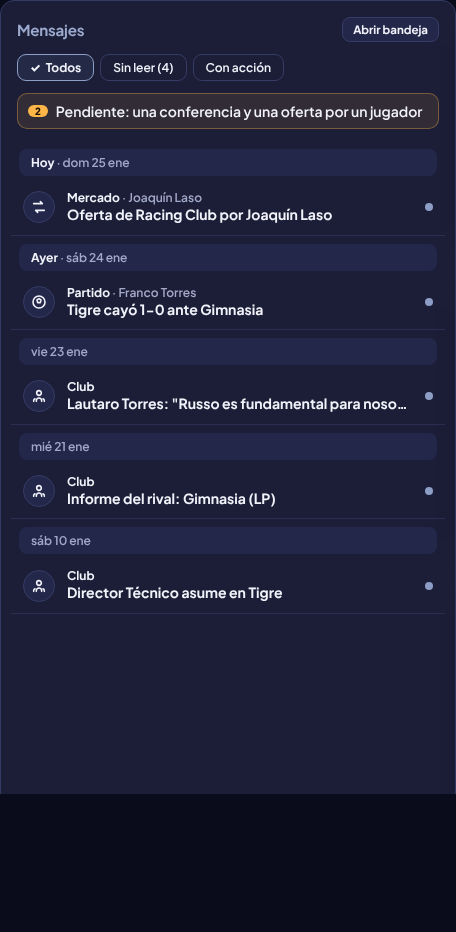 Mensajes
Abrir bandeja
Todos
Sin leer (4)
Con acción
2 Pendiente: una conferencia y una oferta por un jugador
Hoy · dom 25 ene
Mercado · Joaquín Laso
Oferta de Racing Club por Joaquín Laso
Ayer · sáb 24 ene
Partido · Franco Torres
Tigre cayó 1-0 ante Gimnasia
vie 23 ene
Club
Lautaro Torres: "Russo es fundamental para noso...
mié 21 ene
Club
Informe del rival: Gimnasia (LP)
sáb 10 ene
Club
Director Técnico asume en Tigre